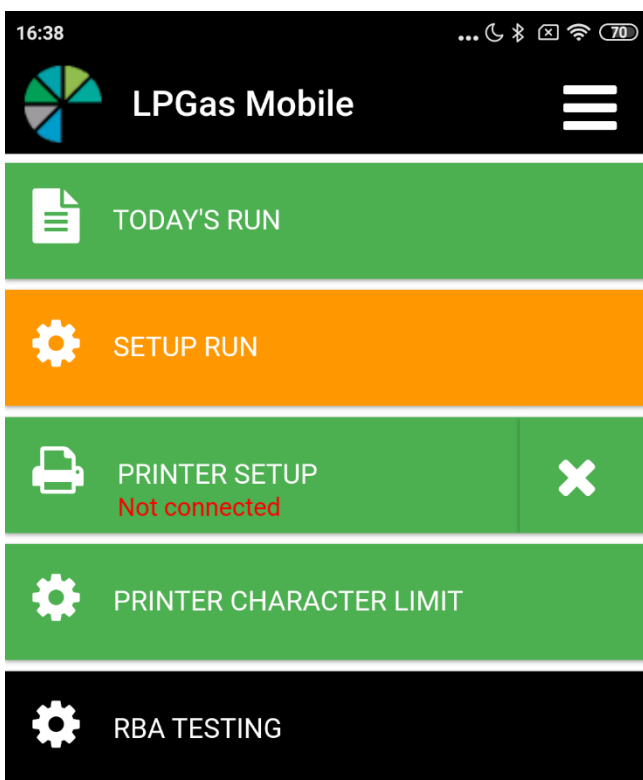 16:38
70
LPGas Mobile
TODAY'S RUN
SETUP RUN
PRINTER SETUP
Not connected
PRINTER CHARACTER LIMIT
RBA TESTING